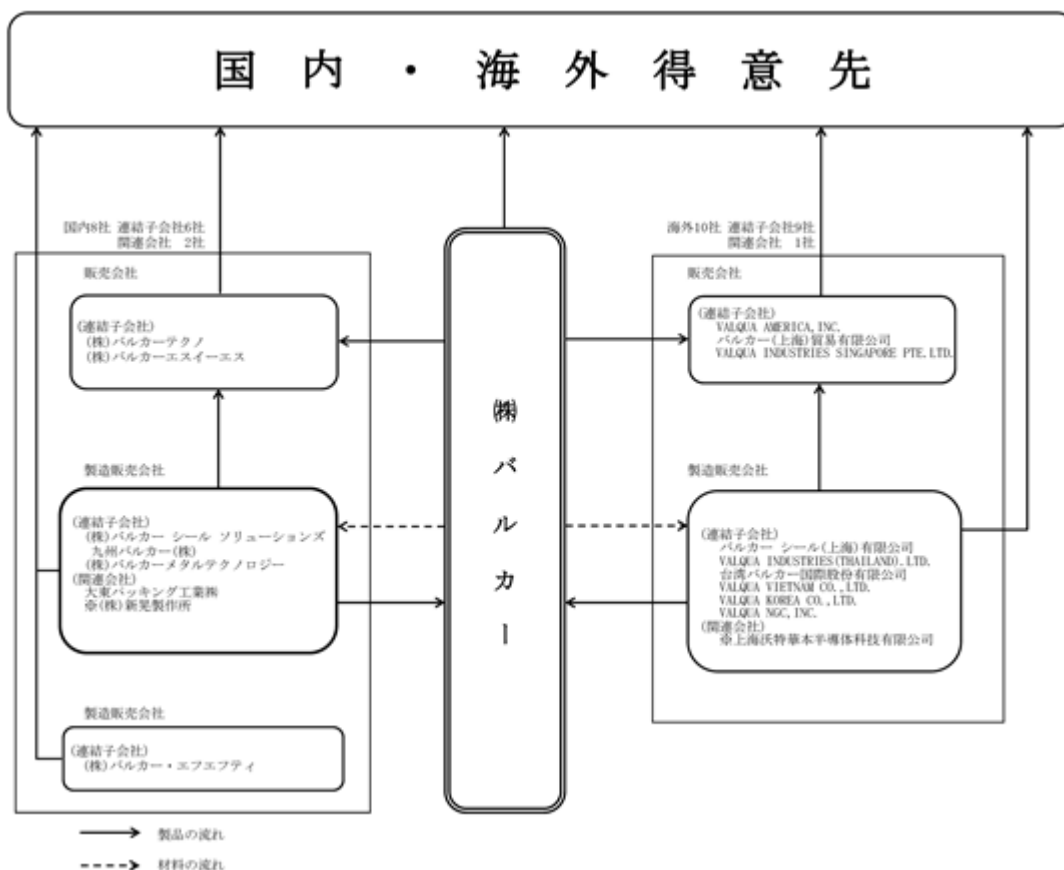 国内・海外得意先
国内8社 連結子会社6社
関連会社 2社
販売会社
(連結子会社)
(株)バルカーテクノ
(株)バルカーエスイーエス
製造販売会社
(連結子会社)
(株)バルカー シール ソリューションズ
九州バルカー(株)
(株)バルカーメタルテクノロジー
(関連会社)
大東パッキング工業㈱
※(株)新晃製作所
製造販売会社
(連結子会社)
(株)バルカー・エフエフティ
㈱バルカー
海外10社 連結子会社9社
関連会社 1社
販売会社
(連結子会社)
VALQUA AMERICA,INC.
バルカー(上海)貿易有限公司
VALQUA INDUSTRIES SINGAPORE PTE.LTD.
製造販売会社
(連結子会社)
バルカー シール(上海)有限公司
VALQUA INDUSTRIES(THAILAND).LTD.
台湾バルカー国際股份有限公司
VALQUA VIETNAM CO.,LTD.
VALQUA KOREA CO.,LTD.
VALQUA NGC,INC.
(関連会社)
※上海沃特華本半導体科技有限公司
製品の流れ
材料の流れ